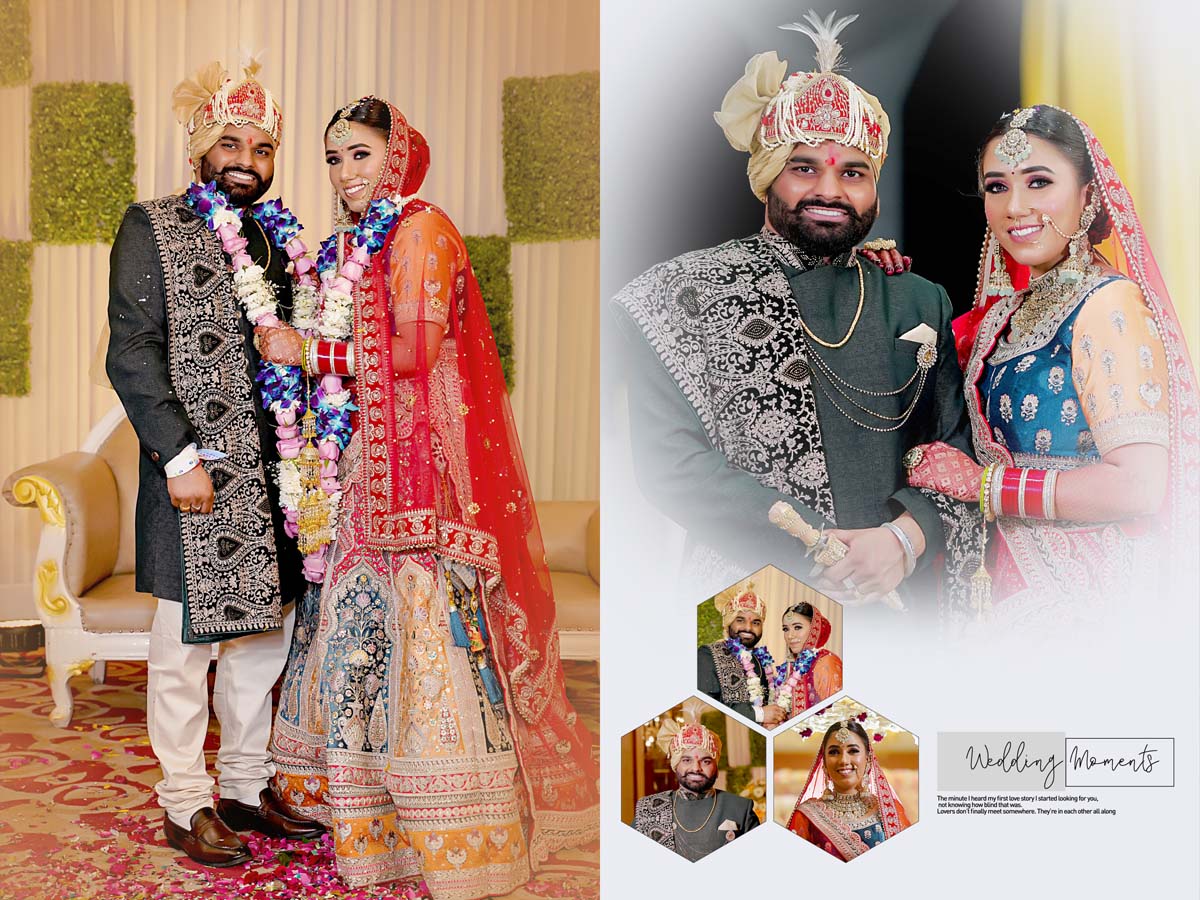 Wedding Moments
The minute I heard my first love story I started looking for you,
not knowing how blind that was.
Lovers don't finally meet somewhere. They're in each other all along